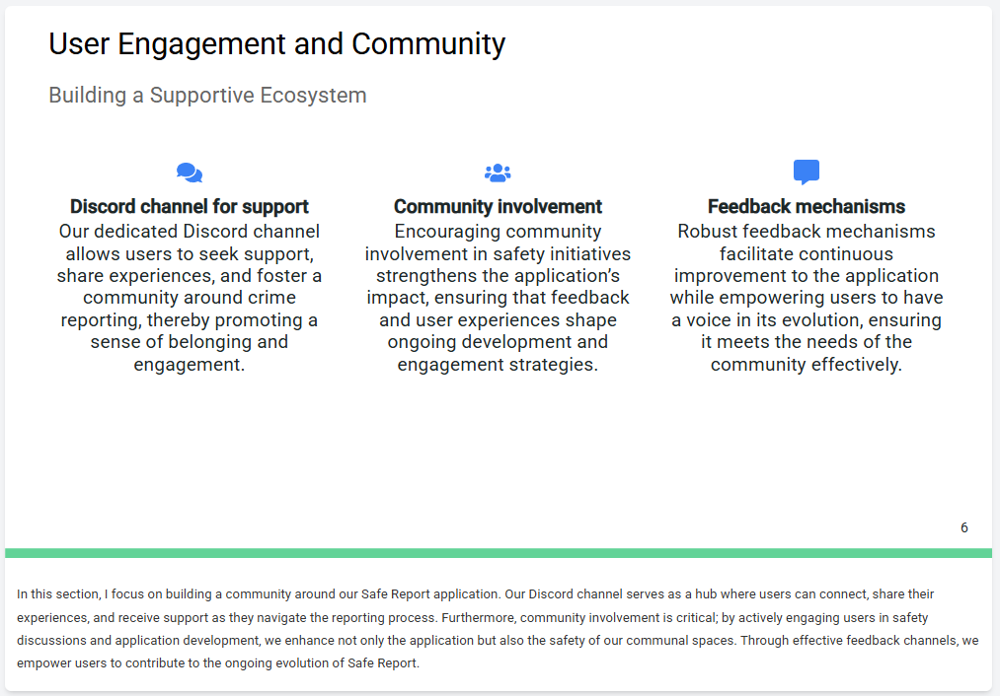 User Engagement and Community
Building a Supportive Ecosystem
Discord channel for support
Our dedicated Discord channel
allows users to seek support,
share experiences, and foster a
community around crime
reporting, thereby promoting a
sense of belonging and
engagement.
Community involvement
Encouraging community
involvement in safety initiatives
strengthens the application’s
impact, ensuring that feedback
and user experiences shape
ongoing development and
engagement strategies.
Feedback mechanisms
Robust feedback mechanisms
facilitate continuous
improvement to the application
while empowering users to have
a voice in its evolution, ensuring
it meets the needs of the
community effectively.
6
In this section, I focus on building a community around our Safe Report application. Our Discord channel serves as a hub where users can connect, share their
experiences, and receive support as they navigate the reporting process. Furthermore, community involvement is critical; by actively engaging users in safety
discussions and application development, we enhance not only the application but also the safety of our communal spaces. Through effective feedback channels, we
empower users to contribute to the ongoing evolution of Safe Report.